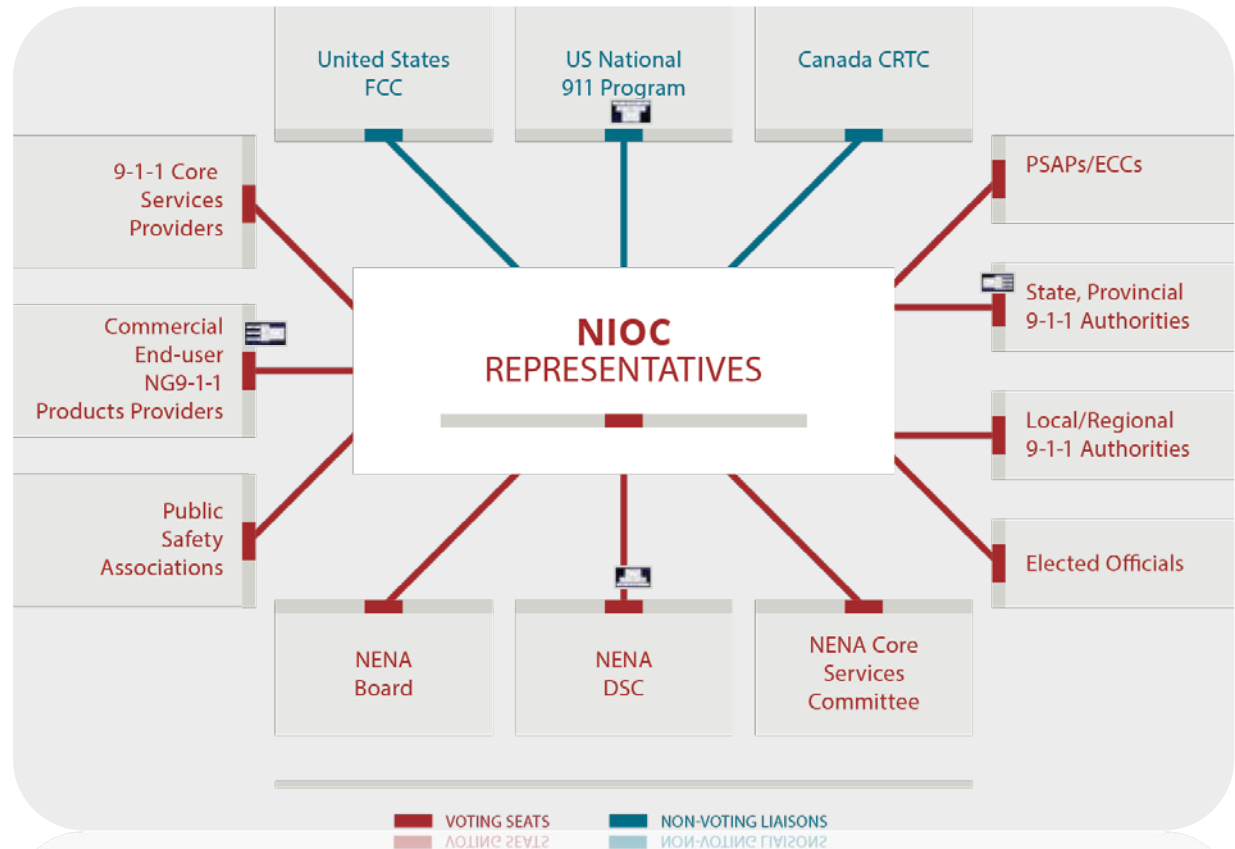 United States
FCC
US National
911 Program
Canada CRTC
9-1-1 Core
Services
Providers
PSAPs/ECCs
Commercial
End-user
NG9-1-1
Products Providers
NIOC
REPRESENTATIVES
State, Provincial
9-1-1 Authorities
Local/Regional
9-1-1 Authorities
Public
Safety
Associations
Elected Officials
NENA
Board
NENA
DSC
NENA Core
Services
Committee
VOTING SEATS
NON-VOTING LIAISONS